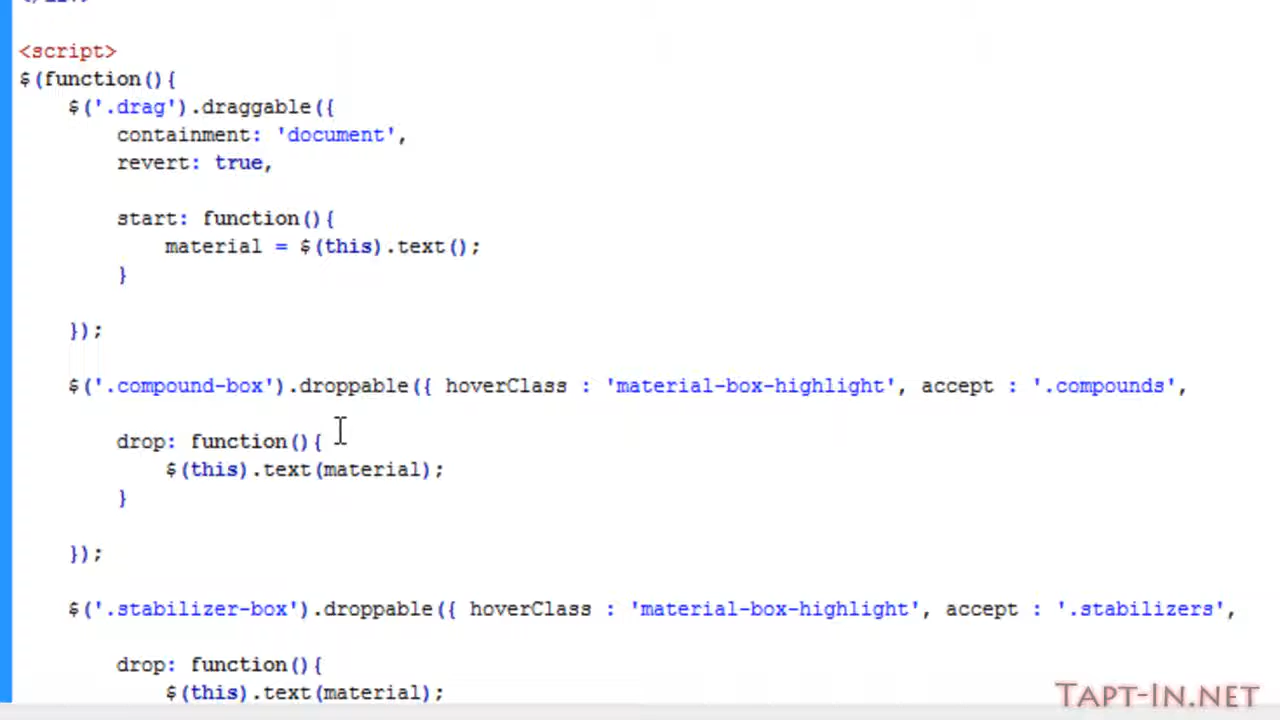 <script>
$(function(){
$('.drag').draggable({
containment: 'document',
revert: true,
start: function(){
material = $(this).text();
}
});
$('.compound-box').droppable({ hoverClass : 'material-box-highlight', accept : '.compounds',
drop: function(){
$(this).text(material);
}
});
$('.stabilizer-box').droppable({ hoverClass : 'material-box-highlight', accept : '.stabilizers',
drop: function(){
$(this).text(material);
TAPT-IN.NET